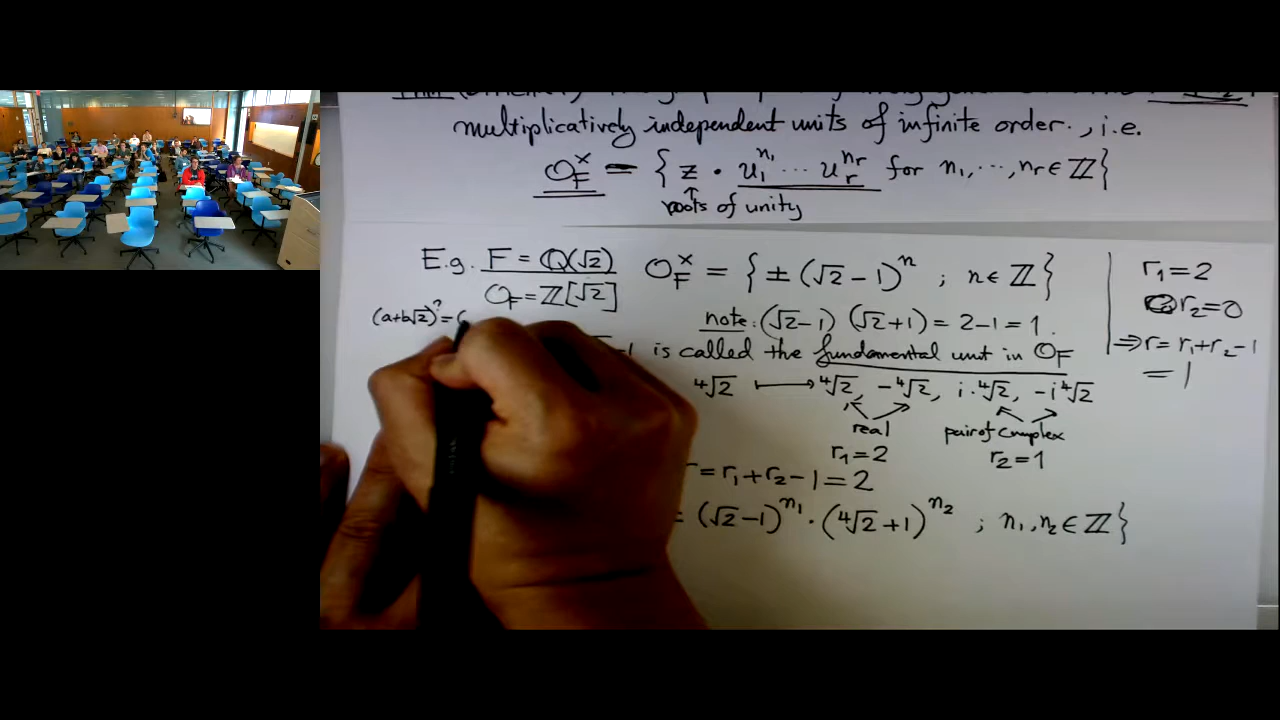 multiplicatively independent units of infinite order., i.e.
O_F^× = { z · u_1^{n_1} ··· u_r^{n_r} for n_1, ···, n_r ∈ ℤ }
roots of unity
E.g. F = Q(√2) O_F^× = { ± (√2 − 1)^n ; n ∈ ℤ } r_1 = 2
O_F = ℤ[√2] r_2 = 0
(a+b√2)^? = ( note: (√2−1) (√2+1) = 2−1 = 1.
is called the fundamental unit in O_F ⇒ r = r_1 + r_2 − 1
= 1
⁴√2 ⟼ ⁴√2, −⁴√2, i·⁴√2, −i⁴√2
real pair of complex
r_1 = 2 r_2 = 1
= r_1 + r_2 − 1 = 2
= (√2 − 1)^{n_1} · (⁴√2 + 1)^{n_2} ; n_1, n_2 ∈ ℤ }